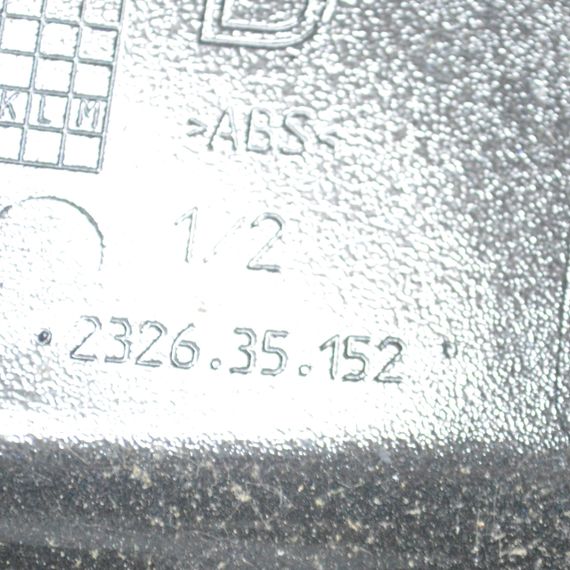 D
K L M
>ABS<
1/2
2326.35.152